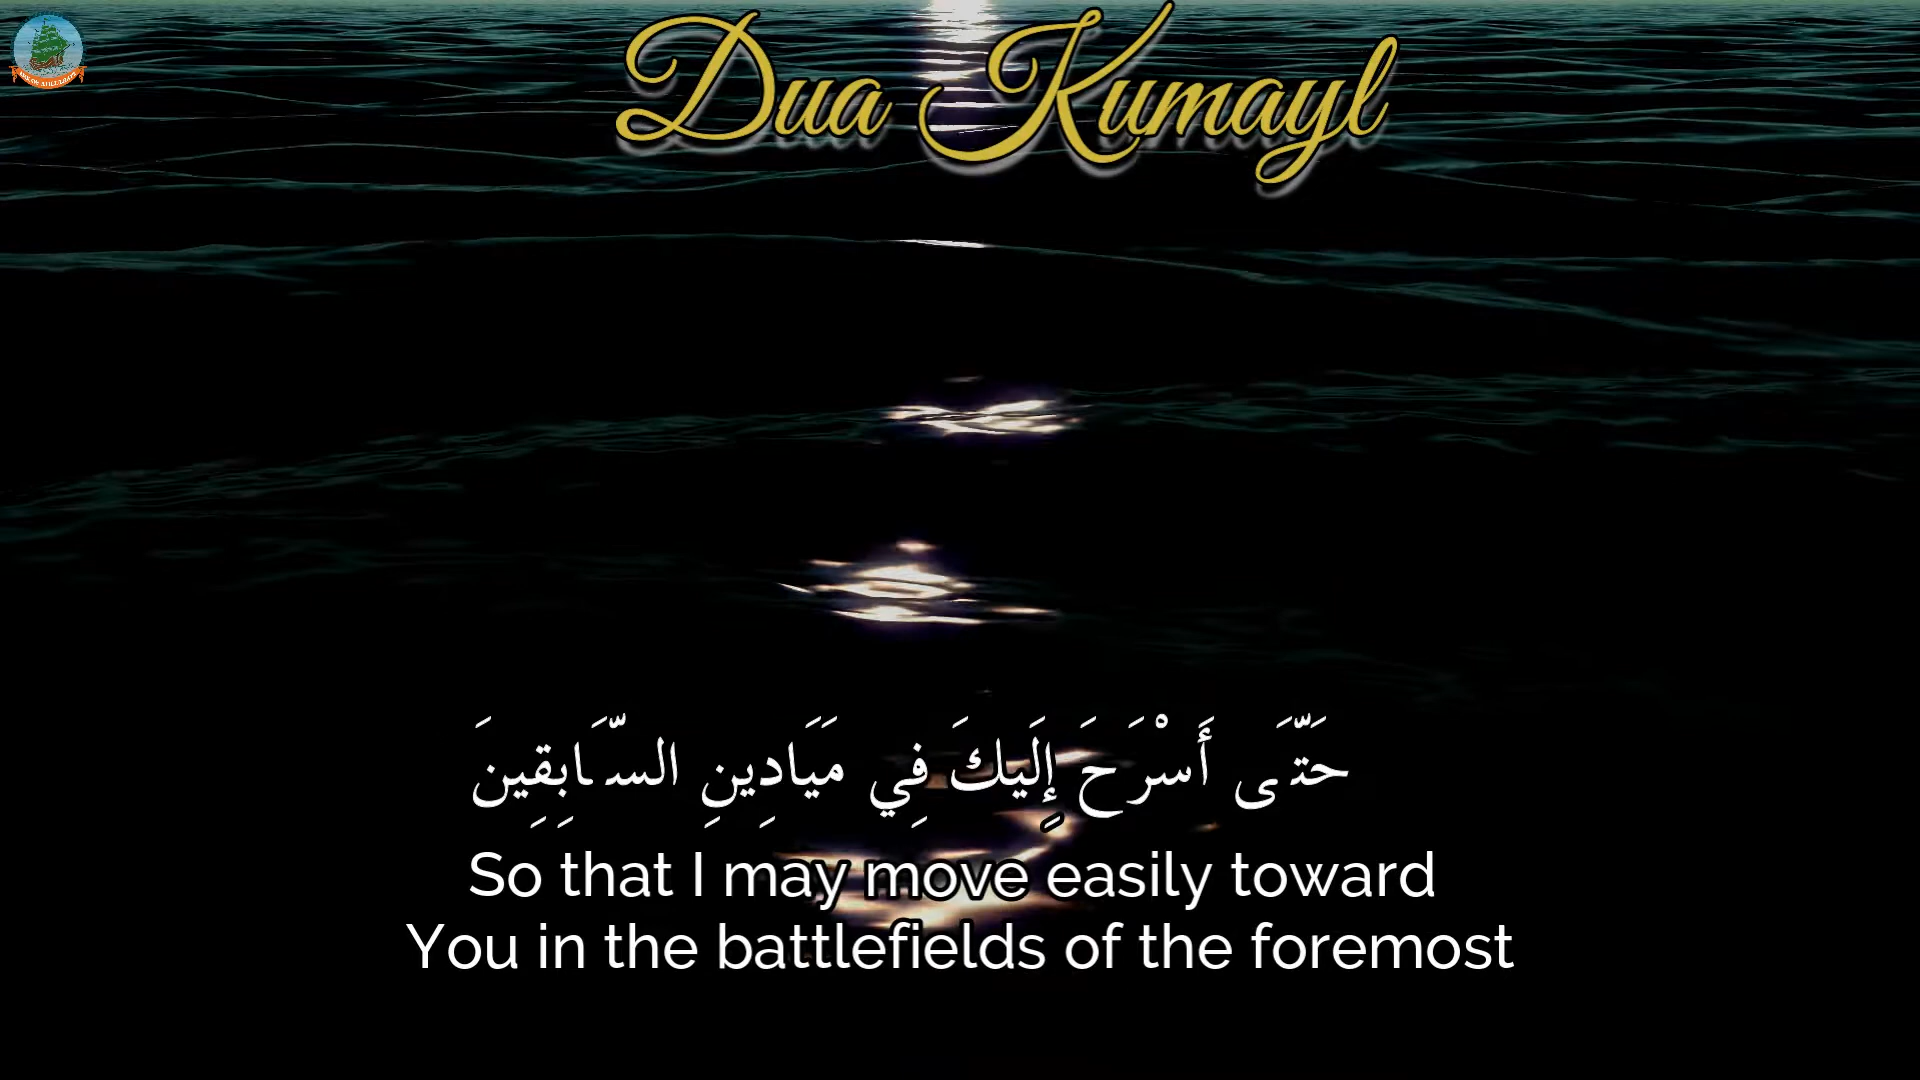 Dua Kumayl
حَتَّى أَسْرَحَ إِلَيكَ فِي مَيَادِينِ السَّابِقِينَ
So that I may move easily toward
You in the battlefields of the foremost